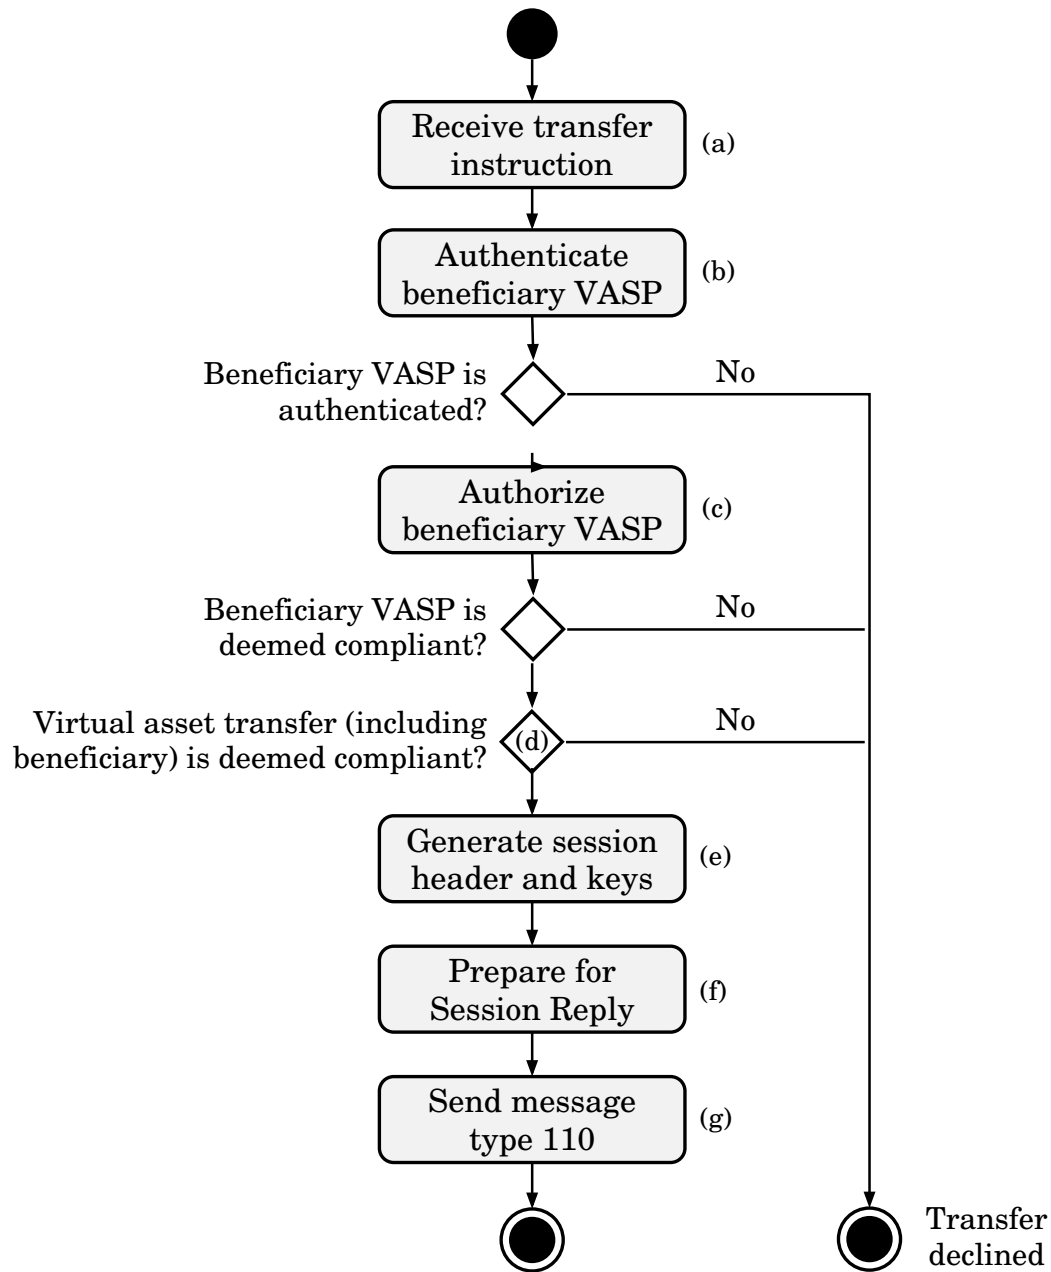 Receive transfer
instruction
(a)
Authenticate
beneficiary VASP
(b)
Beneficiary VASP is
authenticated?
No
Authorize
beneficiary VASP
(c)
Beneficiary VASP is
deemed compliant?
No
Virtual asset transfer (including
beneficiary) is deemed compliant?
(d)
No
Generate session
header and keys
(e)
Prepare for
Session Reply
(f)
Send message
type 110
(g)
Transfer
declined